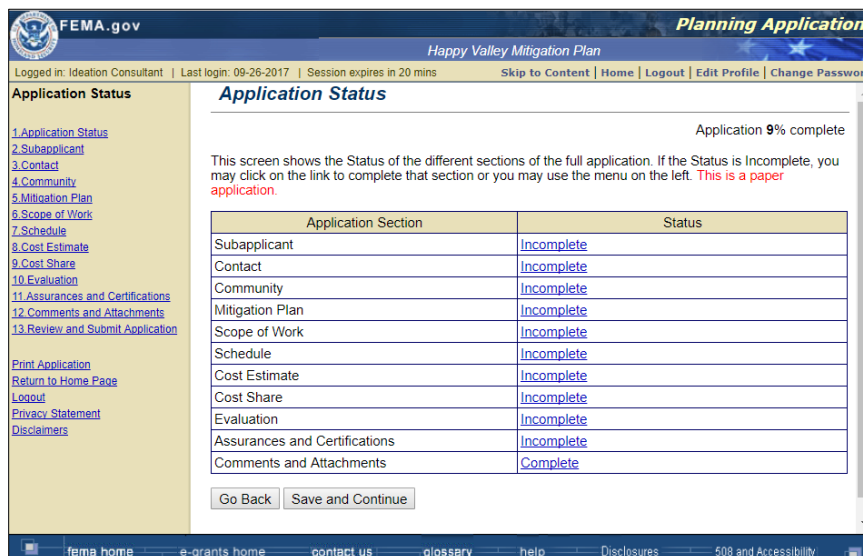 FEMA.gov
Planning Application
Happy Valley Mitigation Plan
Logged in: Ideation Consultant | Last login: 09-26-2017 | Session expires in 20 mins
Skip to Content | Home | Logout | Edit Profile | Change Passwor
Application Status
1.Application Status
2.Subapplicant
3.Contact
4.Community
5.Mitigation Plan
6.Scope of Work
7.Schedule
8.Cost Estimate
9.Cost Share
10.Evaluation
11.Assurances and Certifications
12.Comments and Attachments
13.Review and Submit Application
Print Application
Return to Home Page
Logout
Privacy Statement
Disclaimers
Application Status
Application 9% complete
This screen shows the Status of the different sections of the full application. If the Status is Incomplete, you
may click on the link to complete that section or you may use the menu on the left. This is a paper
application.
Application Section Status
Subapplicant Incomplete
Contact Incomplete
Community Incomplete
Mitigation Plan Incomplete
Scope of Work Incomplete
Schedule Incomplete
Cost Estimate Incomplete
Cost Share Incomplete
Evaluation Incomplete
Assurances and Certifications Incomplete
Comments and Attachments Complete
Go Back Save and Continue
fema home e-grants home contact us glossary help Disclosures 508 and Accessibility